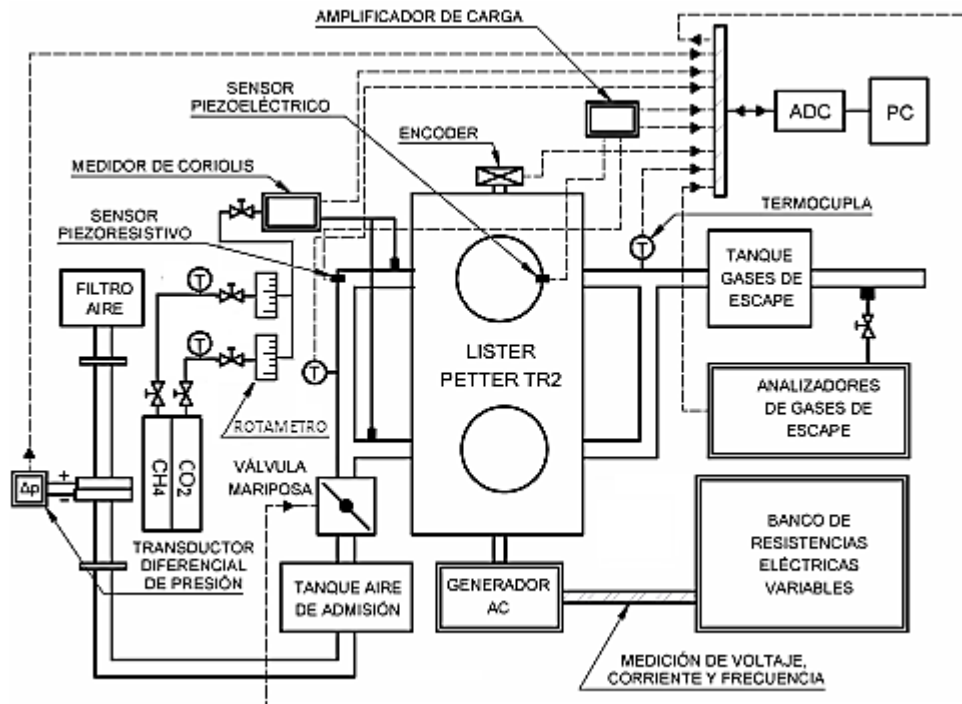 AMPLIFICADOR DE CARGA
SENSOR
PIEZOELÉCTRICO
ENCODER
ADC
PC
MEDIDOR DE CORIOLIS
SENSOR
PIEZORESISTIVO
TERMOCUPLA
T
FILTRO
AIRE
T
TANQUE
GASES DE
ESCAPE
T
T
LISTER
PETTER TR2
ROTAMETRO
ANALIZADORES
DE GASES DE
ESCAPE
CH4
CO2
VÁLVULA
MARIPOSA
Δp
+
−
TRANSDUCTOR
DIFERENCIAL
DE PRESIÓN
TANQUE AIRE
DE ADMISIÓN
GENERADOR
AC
BANCO DE
RESISTENCIAS
ELÉCTRICAS
VARIABLES
MEDICIÓN DE VOLTAJE,
CORRIENTE Y FRECUENCIA